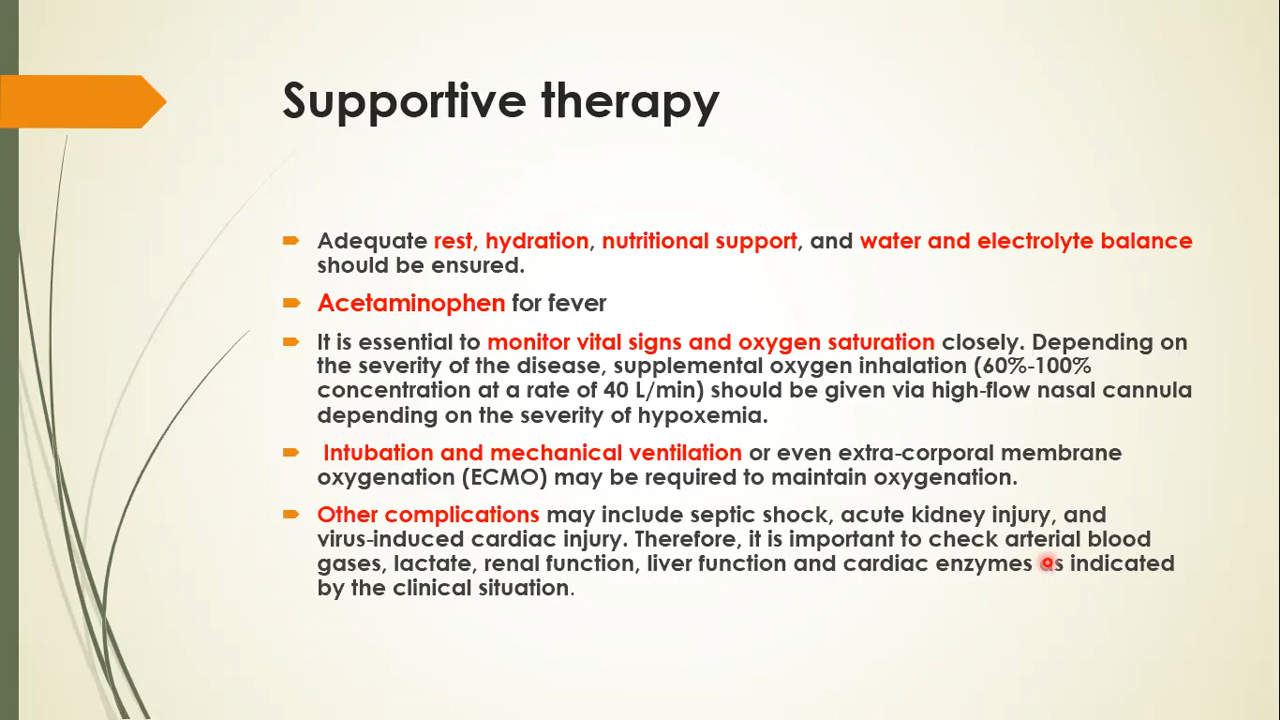 Supportive therapy
Adequate rest, hydration, nutritional support, and water and electrolyte balance
should be ensured.
Acetaminophen for fever
It is essential to monitor vital signs and oxygen saturation closely. Depending on
the severity of the disease, supplemental oxygen inhalation (60%-100%
concentration at a rate of 40 L/min) should be given via high-flow nasal cannula
depending on the severity of hypoxemia.
Intubation and mechanical ventilation or even extra-corporal membrane
oxygenation (ECMO) may be required to maintain oxygenation.
Other complications may include septic shock, acute kidney injury, and
virus-induced cardiac injury. Therefore, it is important to check arterial blood
gases, lactate, renal function, liver function and cardiac enzymes as indicated
by the clinical situation.